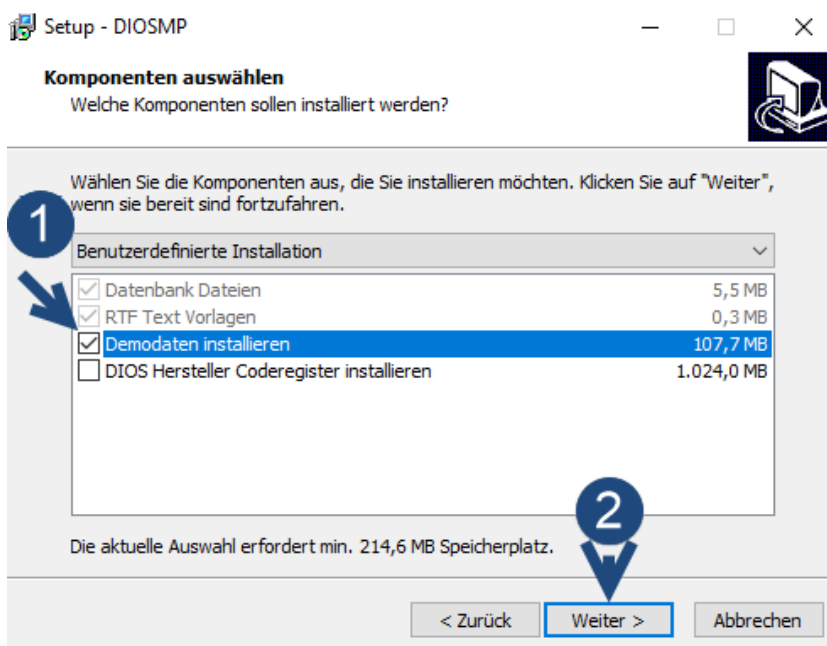 Setup - DIOSMP
Komponenten auswählen
Welche Komponenten sollen installiert werden?
Wählen Sie die Komponenten aus, die Sie installieren möchten. Klicken Sie auf "Weiter",
wenn sie bereit sind fortzufahren.
1
Benutzerdefinierte Installation
Datenbank Dateien 5,5 MB
RTF Text Vorlagen 0,3 MB
Demodaten installieren 107,7 MB
DIOS Hersteller Coderegister installieren 1.024,0 MB
2
Die aktuelle Auswahl erfordert min. 214,6 MB Speicherplatz.
< Zurück Weiter > Abbrechen